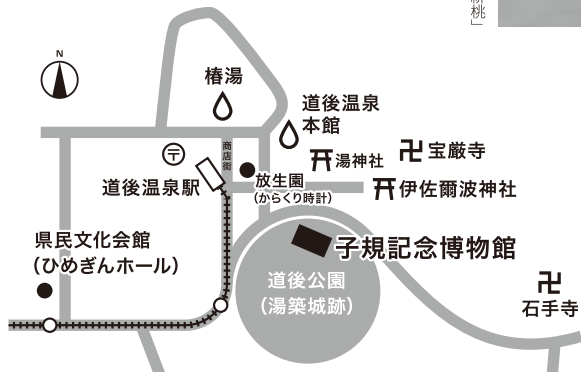 桃」
N
椿湯
道後温泉
本館
商店街
〒
湯神社
宝厳寺
道後温泉駅
放生園
（からくり時計）
伊佐爾波神社
県民文化会館
（ひめぎんホール）
子規記念博物館
道後公園
（湯築城跡）
石手寺